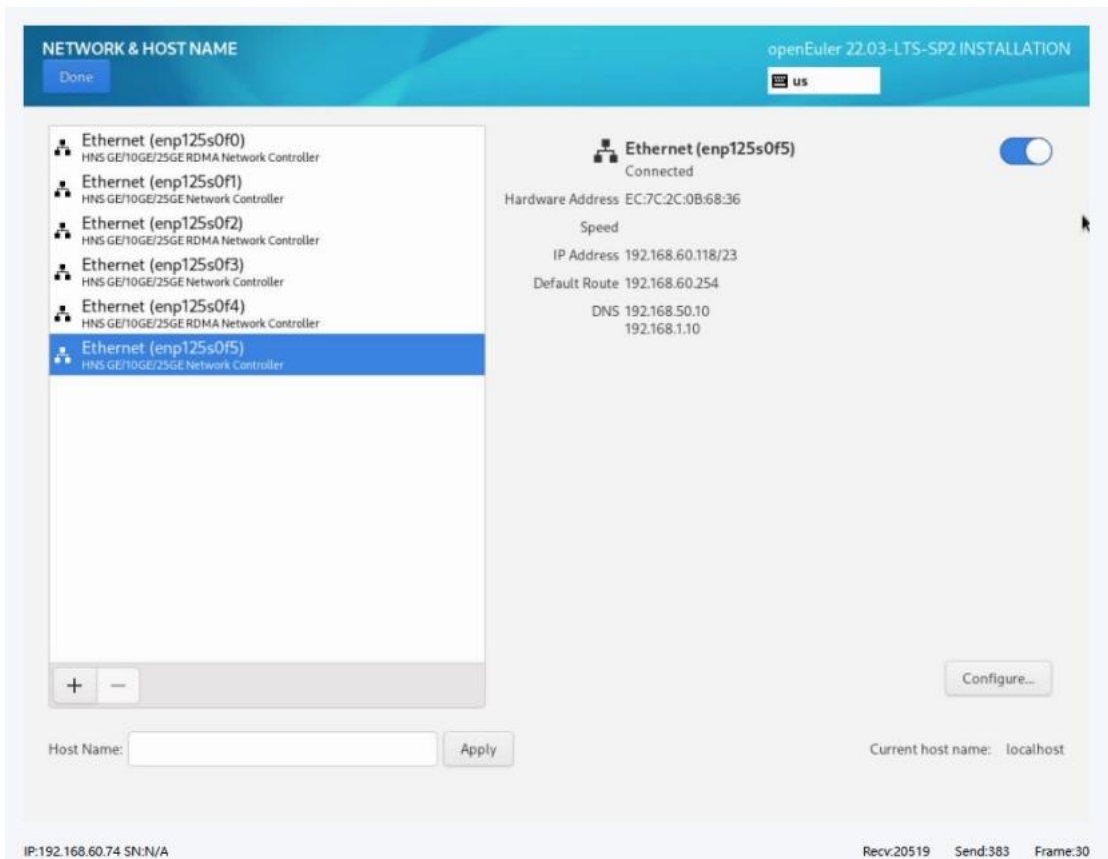 NETWORK & HOST NAME
Done
openEuler 22.03-LTS-SP2 INSTALLATION
us
Ethernet (enp125s0f0)
HNS GE/10GE/25GE RDMA Network Controller
Ethernet (enp125s0f1)
HNS GE/10GE/25GE Network Controller
Ethernet (enp125s0f2)
HNS GE/10GE/25GE RDMA Network Controller
Ethernet (enp125s0f3)
HNS GE/10GE/25GE Network Controller
Ethernet (enp125s0f4)
HNS GE/10GE/25GE RDMA Network Controller
Ethernet (enp125s0f5)
HNS GE/10GE/25GE Network Controller
Ethernet (enp125s0f5)
Connected
Hardware Address EC:7C:2C:0B:68:36
Speed
IP Address 192.168.60.118/23
Default Route 192.168.60.254
DNS 192.168.50.10
192.168.1.10
+ −
Configure...
Host Name:
Apply
Current host name: localhost
IP:192.168.60.74 SN:N/A
Recv:20519 Send:383 Frame:30